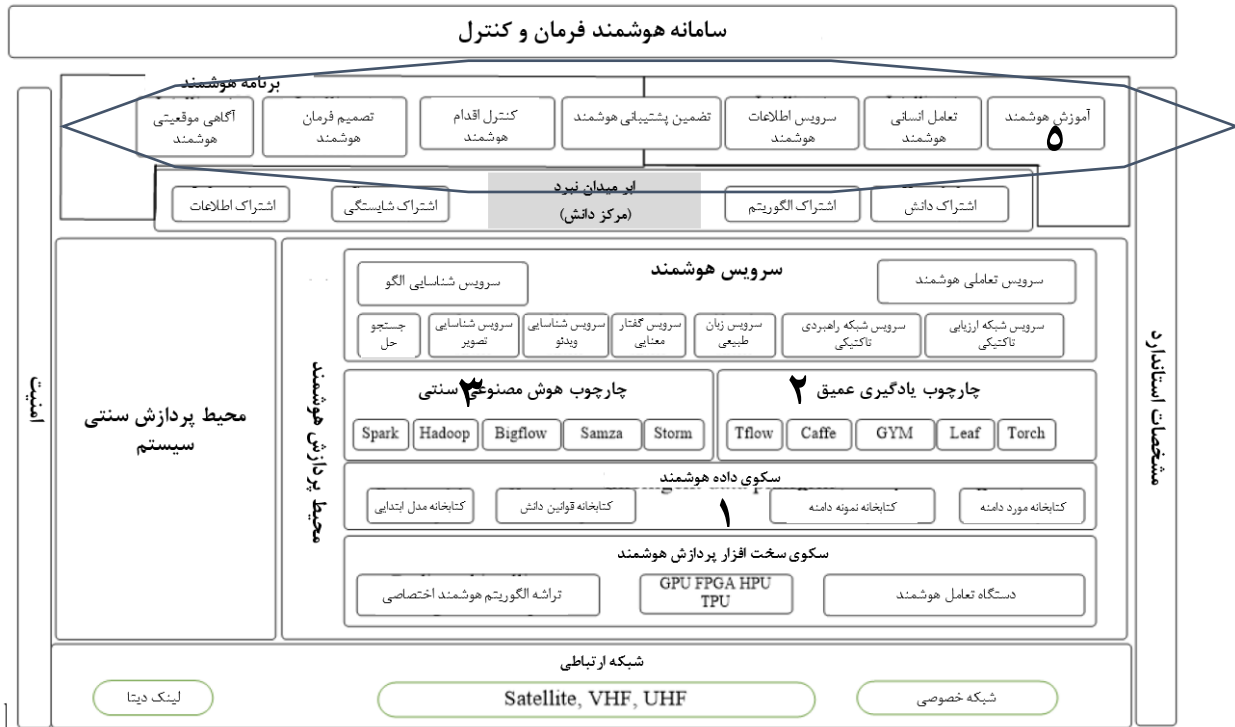 سامانه هوشمند فرمان و کنترل
برنامه هوشمند
آموزش هوشمند
۵
تعامل انسانی
هوشمند
سرویس اطلاعات
هوشمند
تضمین پشتیبانی هوشمند
کنترل اقدام
هوشمند
تصمیم فرمان
هوشمند
آگاهی موقعیتی
هوشمند
اشتراک دانش
اشتراک الگوریتم
ابر میدان نبرد
(مرکز دانش)
اشتراک شایستگی
اشتراک اطلاعات
مشخصات استاندارد
امنیت
محیط پردازش سنتی
سیستم
محیط پردازش هوشمند
سرویس هوشمند
سرویس تعاملی هوشمند
سرویس شناسایی الگو
سرویس شبکه ارزیابی
تاکتیکی
سرویس شبکه راهبردی
تاکتیکی
سرویس زبان
طبیعی
سرویس گفتار
معنایی
سرویس شناسایی
ویدئو
سرویس شناسایی
تصویر
جستجو
حل
چارچوب یادگیری عمیق
۲
Tflow
Caffe
GYM
Leaf
Torch
چارچوب هوش مصنوعی سنتی
۳
Spark
Hadoop
Bigflow
Samza
Storm
سکوی داده هوشمند
۱
کتابخانه مورد دامنه
کتابخانه نمونه دامنه
کتابخانه قوانین دانش
کتابخانه مدل ابتدایی
سکوی سخت افزار پردازش هوشمند
دستگاه تعامل هوشمند
GPU FPGA HPU
TPU
تراشه الگوریتم هوشمند اختصاصی
شبکه ارتباطی
شبکه خصوصی
Satellite, VHF, UHF
لینک دیتا